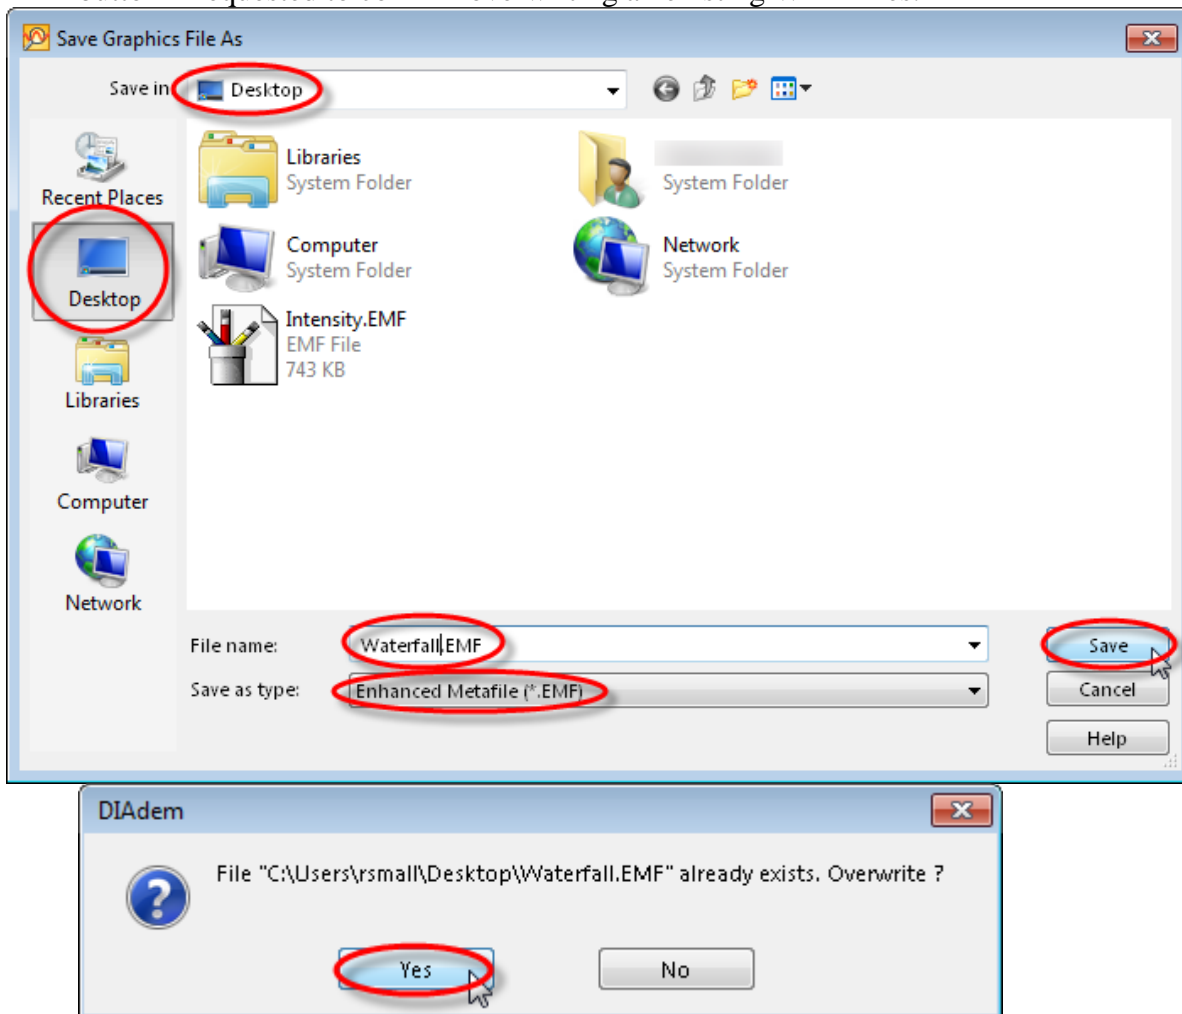 Save Graphics File As
Save in
Desktop
Recent Places
Desktop
Libraries
Computer
Network
Libraries
System Folder
System Folder
Computer
System Folder
Network
System Folder
Intensity.EMF
EMF File
743 KB
File name:
Waterfall.EMF
Save
Save as type:
Enhanced Metafile (*.EMF)
Cancel
Help
DIAdem
File "C:\Users\rsmall\Desktop\Waterfall.EMF" already exists. Overwrite ?
Yes
No